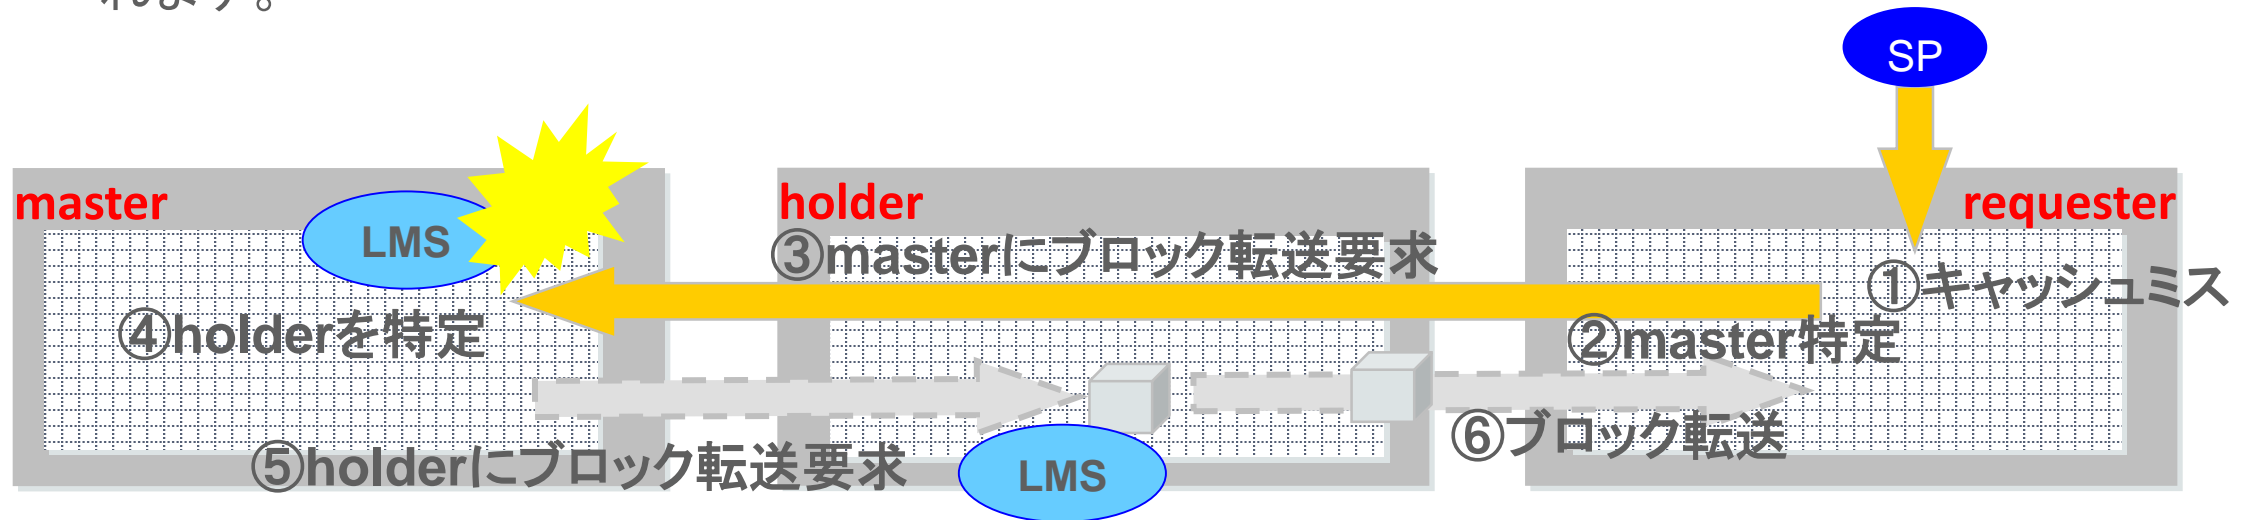 れます。
SP
master
holder
requester
LMS
③masterにブロック転送要求
①キャッシュミス
④holderを特定
②master特定
⑥ブロック転送
⑤holderにブロック転送要求
LMS